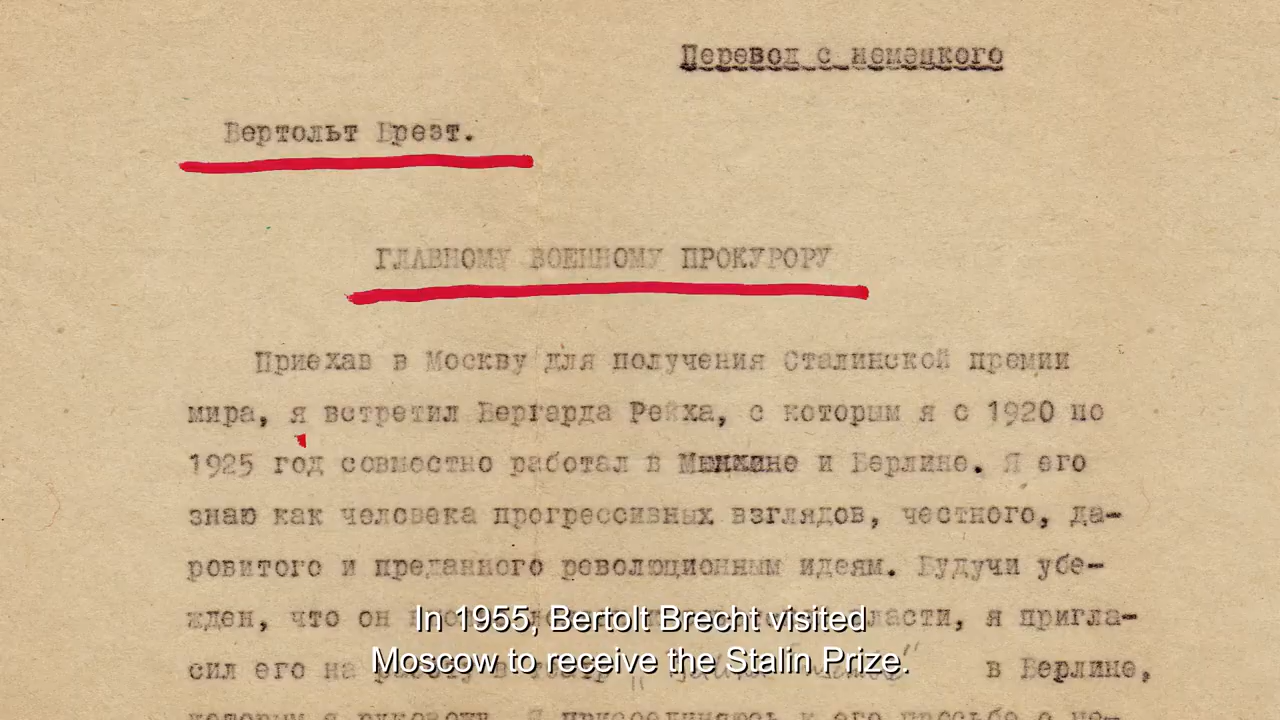 Перевод с немецкого
Бертольт Брехт.
ГЛАВНОМУ ВОЕННОМУ ПРОКУРОРУ
Приехав в Москву для получения Сталинской премии
мира, я встретил Бергарда Рейха, с которым я с 1920 по
1925 год совместно работал в Мюнхене и Берлине. Я его
знаю как человека прогрессивных взглядов, честного, да-
ровитого и преданного революционным идеям. Будучи убе-
жден, что он ласти, я пригла-
сил его на работу в театр в Берлине,
In 1955, Bertolt Brecht visited
Moscow to receive the Stalin Prize.